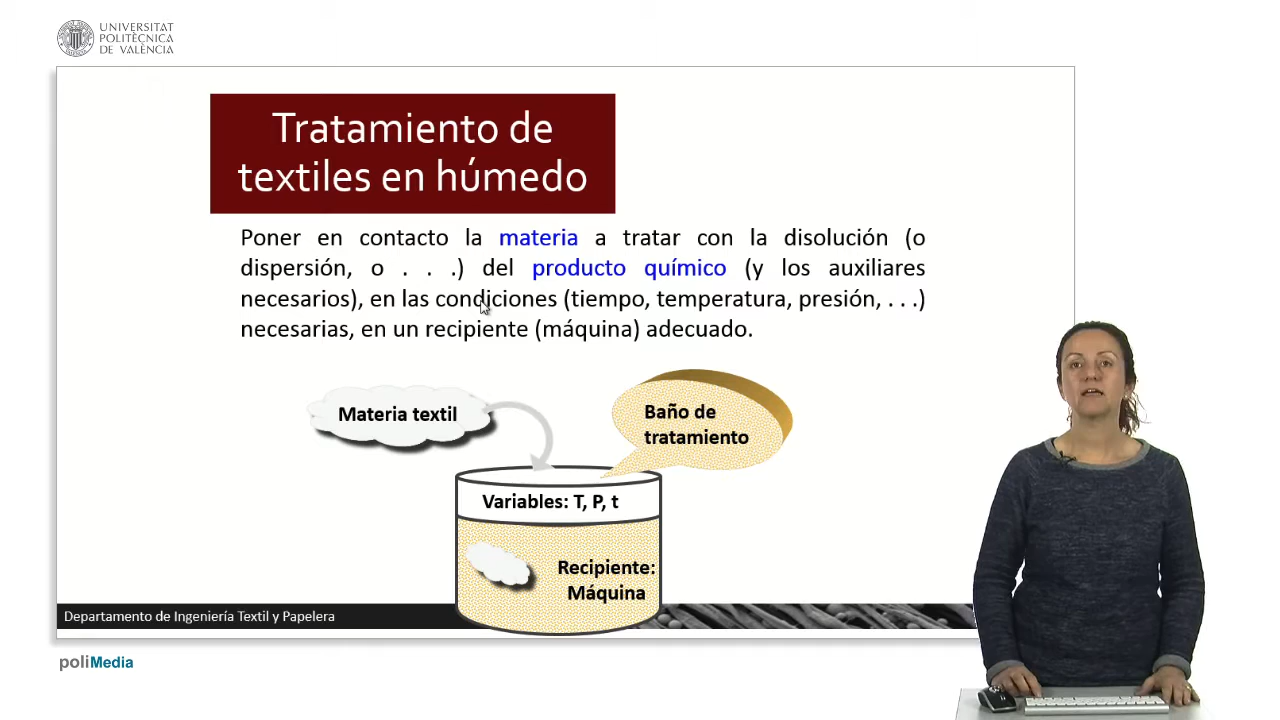 UNIVERSITAT
POLITÈCNICA
DE VALÈNCIA
Tratamiento de
textiles en húmedo
Poner en contacto la materia a tratar con la disolución (o
dispersión, o . . .) del producto químico (y los auxiliares
necesarios), en las condiciones (tiempo, temperatura, presión, . . .)
necesarias, en un recipiente (máquina) adecuado.
Materia textil
Baño de
tratamiento
Variables: T, P, t
Recipiente:
Máquina
Departamento de Ingeniería Textil y Papelera
poliMedia